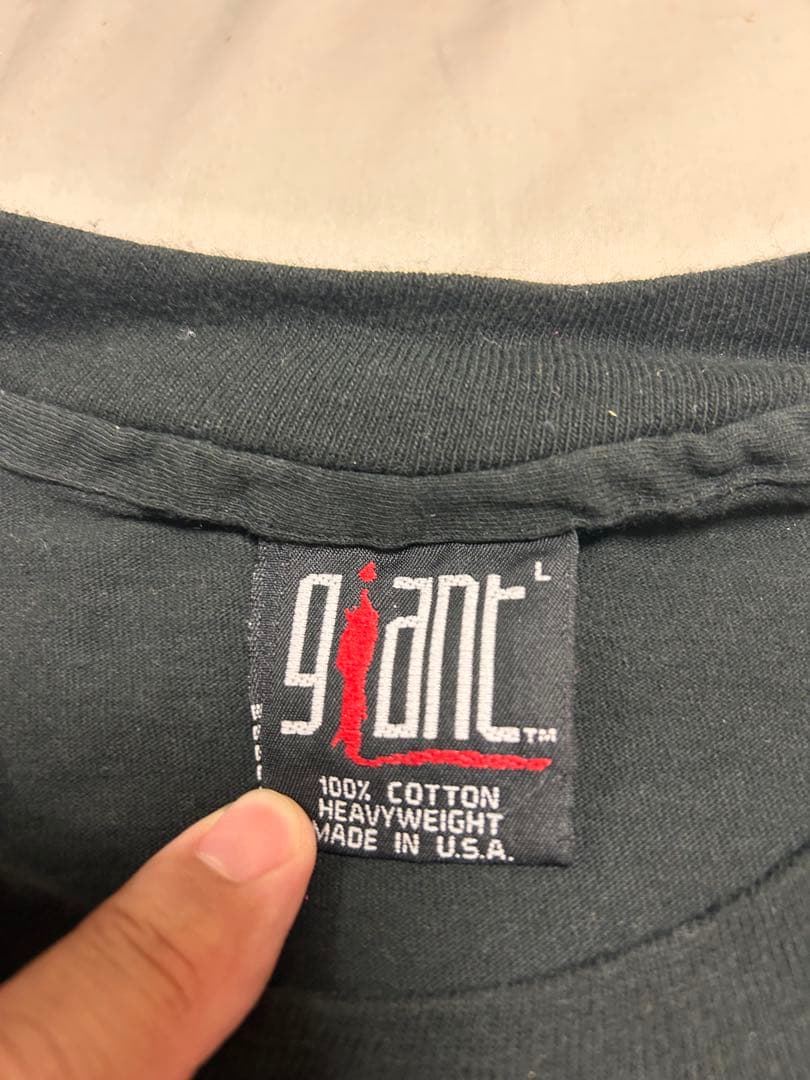 giant L
™
100% COTTON
HEAVYWEIGHT
MADE IN U.S.A.